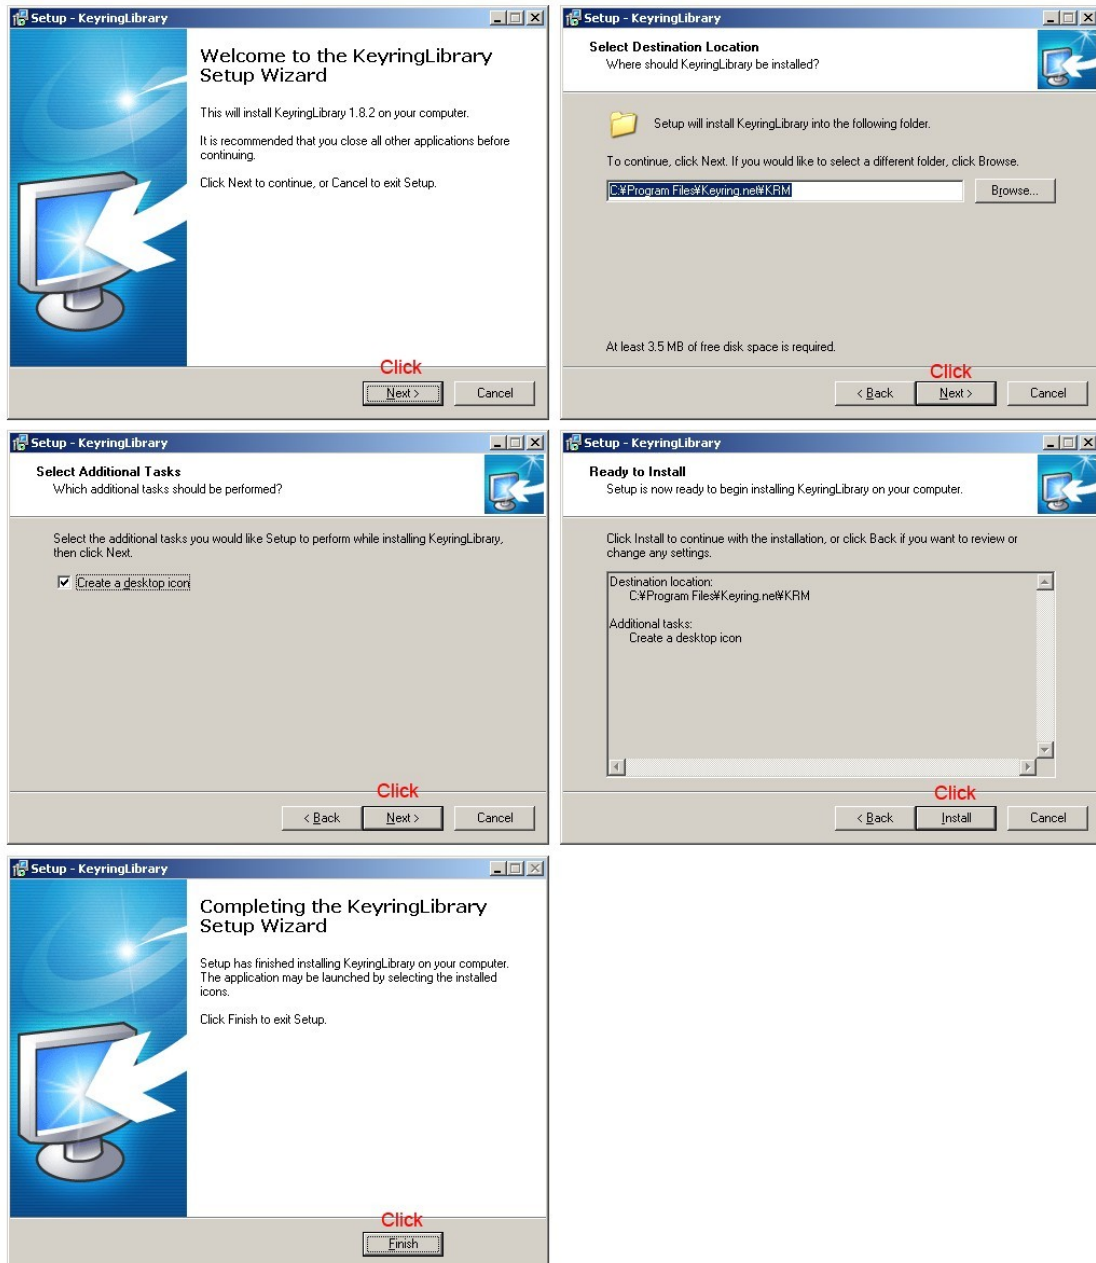 Setup - KeyringLibrary
Welcome to the KeyringLibrary
Setup Wizard
This will install KeyringLibrary 1.8.2 on your computer.
It is recommended that you close all other applications before
continuing.
Click Next to continue, or Cancel to exit Setup.
Click
Next >
Cancel
Setup - KeyringLibrary
Select Destination Location
Where should KeyringLibrary be installed?
Setup will install KeyringLibrary into the following folder.
To continue, click Next. If you would like to select a different folder, click Browse.
C:¥Program Files¥Keyring.net¥KRM
Browse...
At least 3.5 MB of free disk space is required.
Click
< Back
Next >
Cancel
Setup - KeyringLibrary
Select Additional Tasks
Which additional tasks should be performed?
Select the additional tasks you would like Setup to perform while installing KeyringLibrary,
then click Next.
Create a desktop icon
Click
< Back
Next >
Cancel
Setup - KeyringLibrary
Ready to Install
Setup is now ready to begin installing KeyringLibrary on your computer.
Click Install to continue with the installation, or click Back if you want to review or
change any settings.
Destination location:
C:¥Program Files¥Keyring.net¥KRM
Additional tasks:
Create a desktop icon
Click
< Back
Install
Cancel
Setup - KeyringLibrary
Completing the KeyringLibrary
Setup Wizard
Setup has finished installing KeyringLibrary on your computer.
The application may be launched by selecting the installed
icons.
Click Finish to exit Setup.
Click
Finish